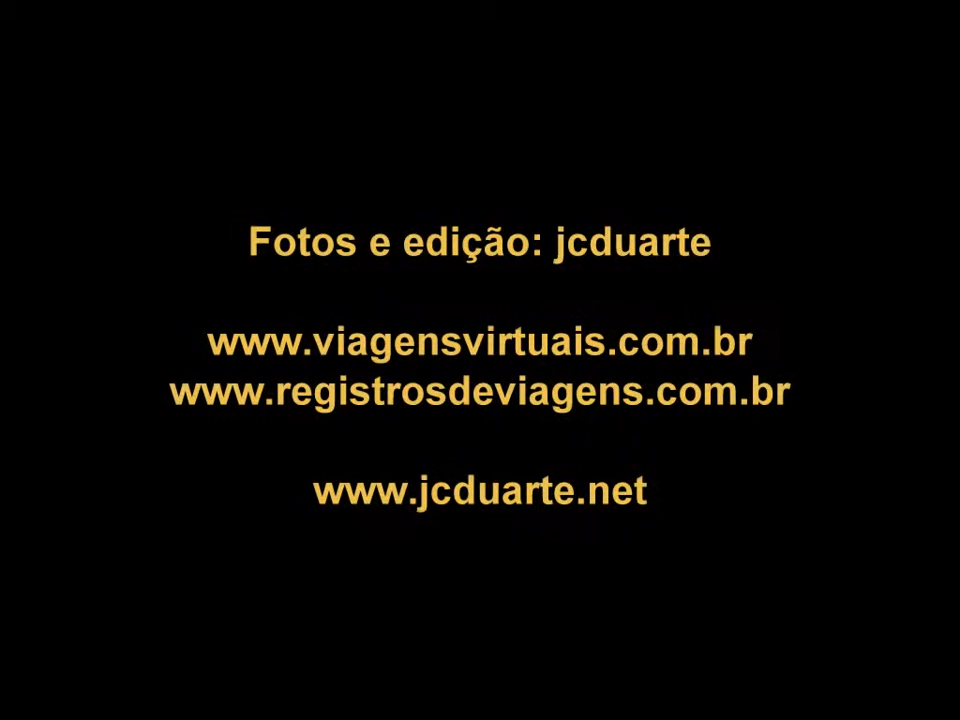 Fotos e edição: jcduarte
www.viagensvirtuais.com.br
www.registrosdeviagens.com.br
www.jcduarte.net